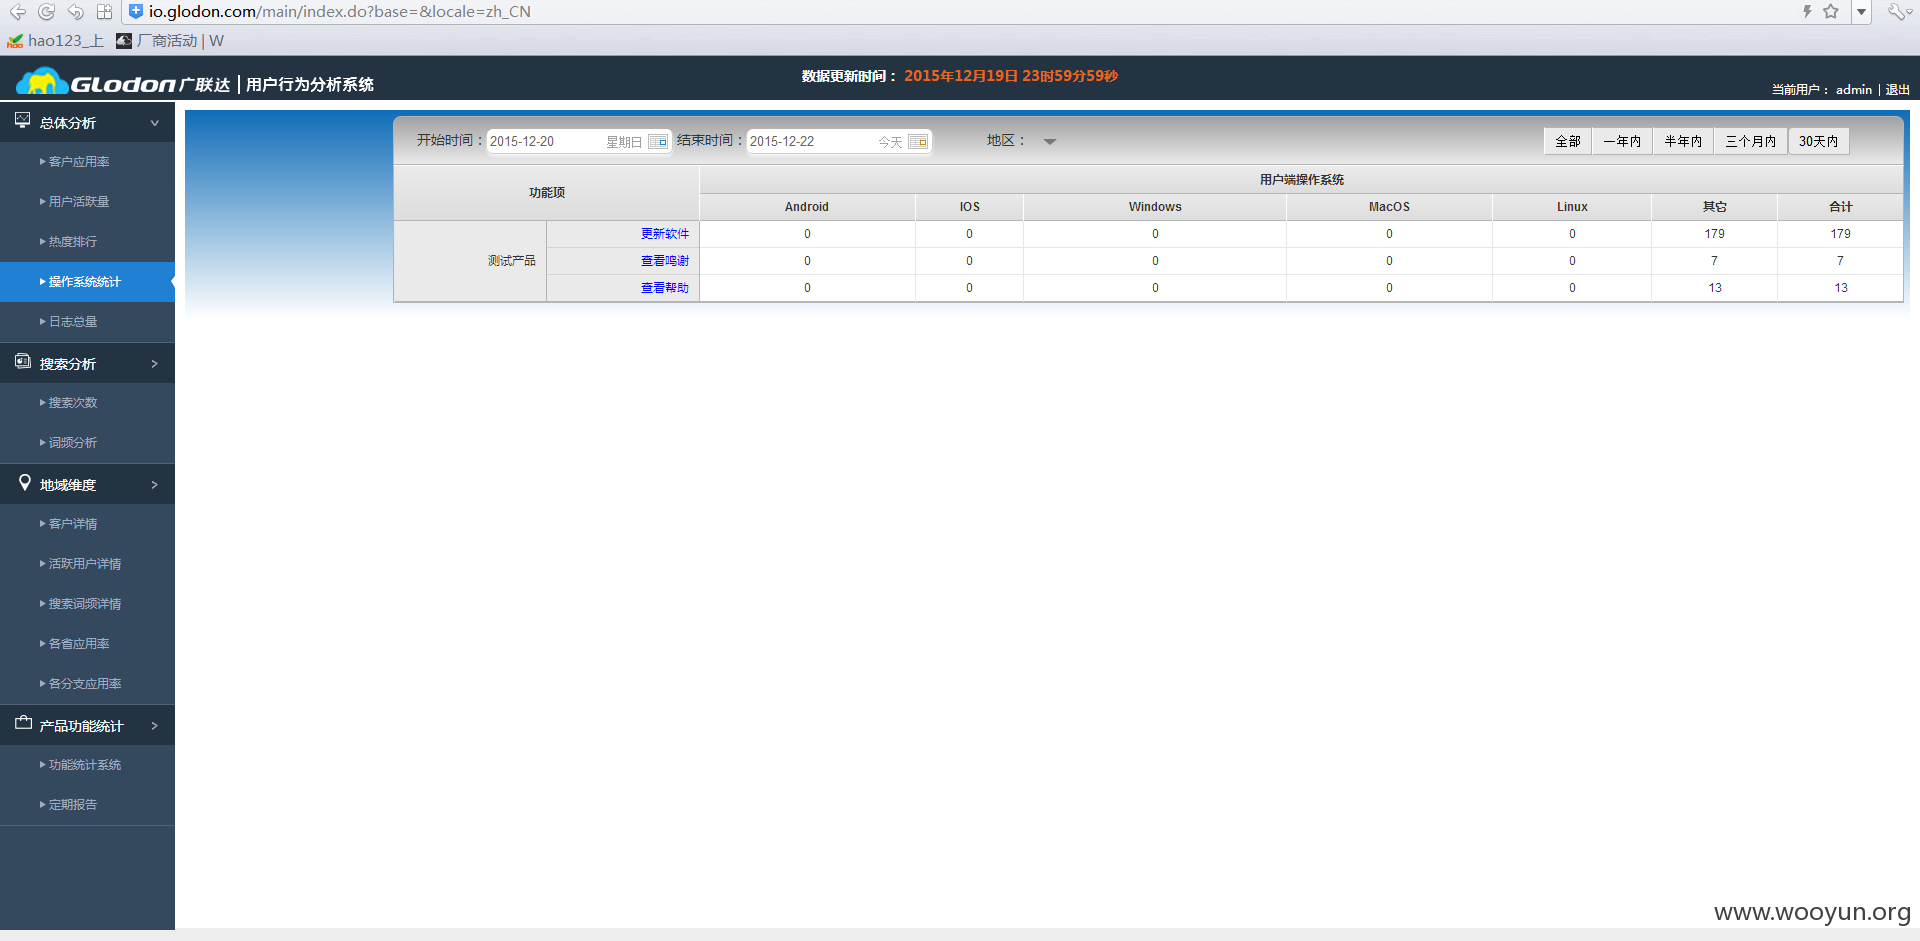 io.glodon.com/main/index.do?base=&locale=zh_CN
hao123_上 厂商活动 | W
GLODON 广联达 | 用户行为分析系统
数据更新时间： 2015年12月19日 23时59分59秒
当前用户： admin | 退出
总体分析
客户应用率
用户活跃量
热度排行
操作系统统计
日志总量
搜索分析
搜索次数
词频分析
地域维度
客户详情
活跃用户详情
搜索词频详情
各省应用率
各分支应用率
产品功能统计
功能统计系统
定期报告
开始时间： 2015-12-20 星期日 结束时间： 2015-12-22 今天 地区： 全部 一年内 半年内 三个月内 30天内
功能项 用户端操作系统
Android IOS Windows MacOS Linux 其它 合计
测试产品
更新软件 0 0 0 0 0 179 179
查看鸣谢 0 0 0 0 0 7 7
查看帮助 0 0 0 0 0 13 13
www.wooyun.org